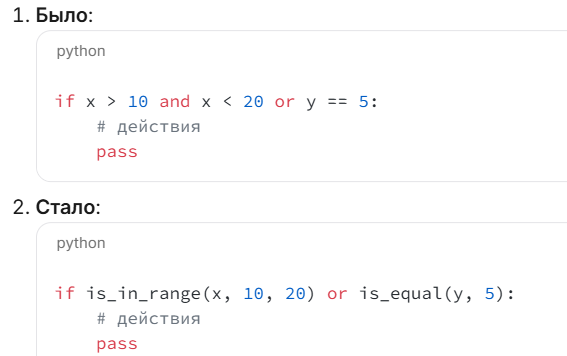 1. Было:
python
if x > 10 and x < 20 or y == 5:
    # действия
    pass
2. Стало:
python
if is_in_range(x, 10, 20) or is_equal(y, 5):
    # действия
    pass